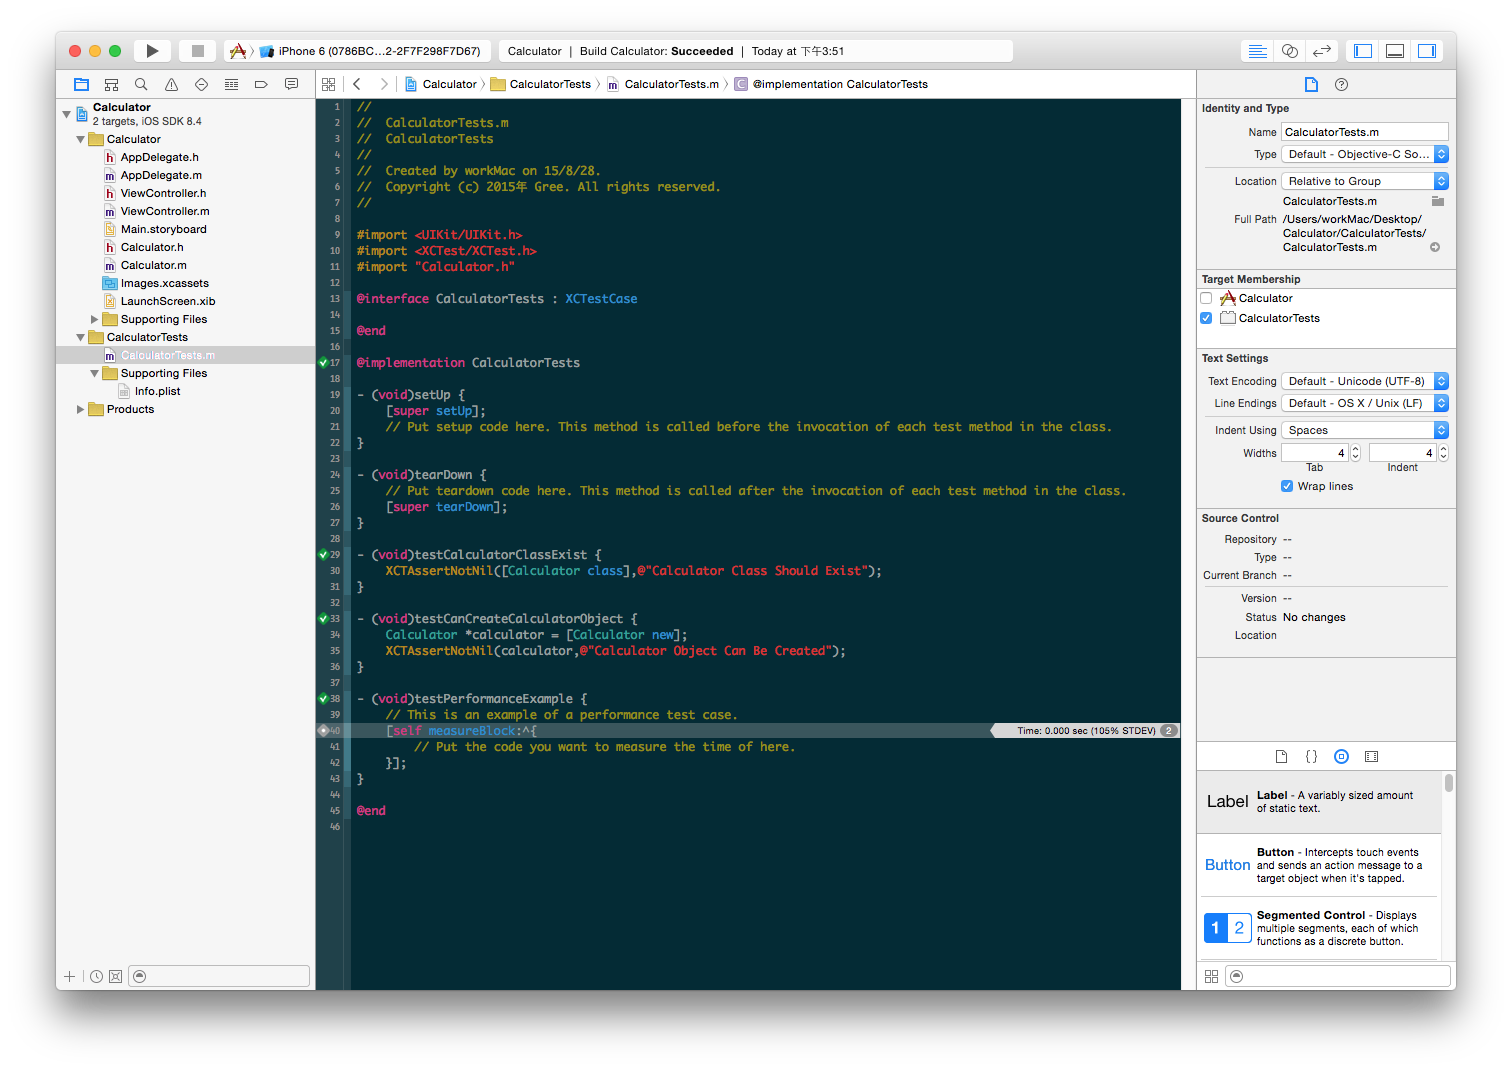 iPhone 6 (0786BC...2-2F7F298F7D67)
Calculator | Build Calculator: Succeeded | Today at 下午3:51
Calculator
2 targets, iOS SDK 8.4
Calculator
AppDelegate.h
AppDelegate.m
ViewController.h
ViewController.m
Main.storyboard
Calculator.h
Calculator.m
Images.xcassets
LaunchScreen.xib
Supporting Files
CalculatorTests
CalculatorTests.m
Supporting Files
Info.plist
Products
Calculator 〉 CalculatorTests 〉 CalculatorTests.m 〉 C @implementation CalculatorTests
1 //
2 //  CalculatorTests.m
3 //  CalculatorTests
4 //
5 //  Created by workMac on 15/8/28.
6 //  Copyright (c) 2015年 Gree. All rights reserved.
7 //
8
9 #import <UIKit/UIKit.h>
10 #import <XCTest/XCTest.h>
11 #import "Calculator.h"
12
13 @interface CalculatorTests : XCTestCase
14
15 @end
16
17 @implementation CalculatorTests
18
19 - (void)setUp {
20     [super setUp];
21     // Put setup code here. This method is called before the invocation of each test method in the class.
22 }
23
24 - (void)tearDown {
25     // Put teardown code here. This method is called after the invocation of each test method in the class.
26     [super tearDown];
27 }
28
29 - (void)testCalculatorClassExist {
30     XCTAssertNotNil([Calculator class],@"Calculator Class Should Exist");
31 }
32
33 - (void)testCanCreateCalculatorObject {
34     Calculator *calculator = [Calculator new];
35     XCTAssertNotNil(calculator,@"Calculator Object Can Be Created");
36 }
37
38 - (void)testPerformanceExample {
39     // This is an example of a performance test case.
40     [self measureBlock:^{ Time: 0.000 sec (105% STDEV) 2
41         // Put the code you want to measure the time of here.
42     }];
43 }
44
45 @end
46
Identity and Type
Name CalculatorTests.m
Type Default - Objective-C So...
Location Relative to Group
CalculatorTests.m
Full Path /Users/workMac/Desktop/
Calculator/CalculatorTests/
CalculatorTests.m
Target Membership
Calculator
CalculatorTests
Text Settings
Text Encoding Default - Unicode (UTF-8)
Line Endings Default - OS X / Unix (LF)
Indent Using Spaces
Widths 4 4
Tab Indent
Wrap lines
Source Control
Repository --
Type --
Current Branch --
Version --
Status No changes
Location
Label Label - A variably sized amount
of static text.
Button Button - Intercepts touch events
and sends an action message to a
target object when it's tapped.
1 2 Segmented Control - Displays
multiple segments, each of which
functions as a discrete button.